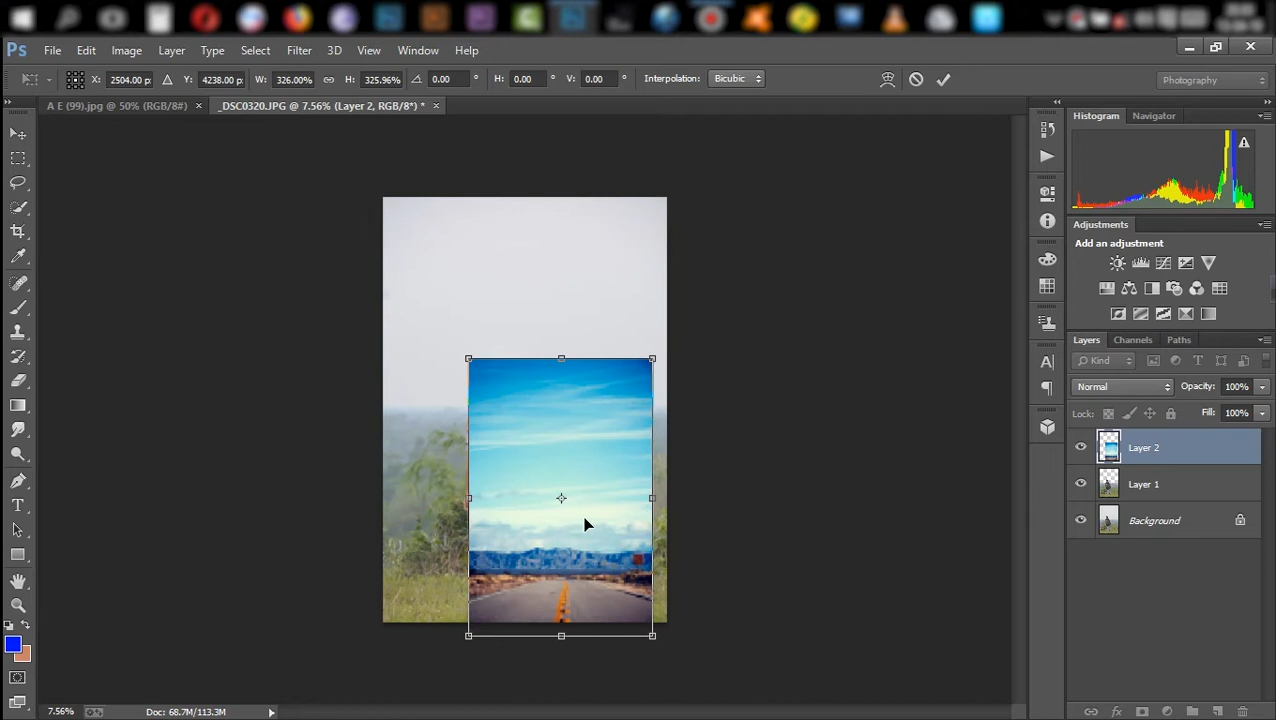 Ps File Edit Image Layer Type Select Filter 3D View Window Help
X: 2504.00 p Y: 4238.00 p W: 326.00% H: 325.96% 0.00 ° H: 0.00 ° V: 0.00 ° Interpolation: Bicubic Photography
A E (99).jpg @ 50% (RGB/8#) × _DSC0320.JPG @ 7.56% (Layer 2, RGB/8*) * ×
Histogram Navigator
Adjustments
Add an adjustment
Layers Channels Paths
Kind
Normal Opacity: 100%
Lock: Fill: 100%
Layer 2
Layer 1
Background
7.56% Doc: 68.7M/113.3M